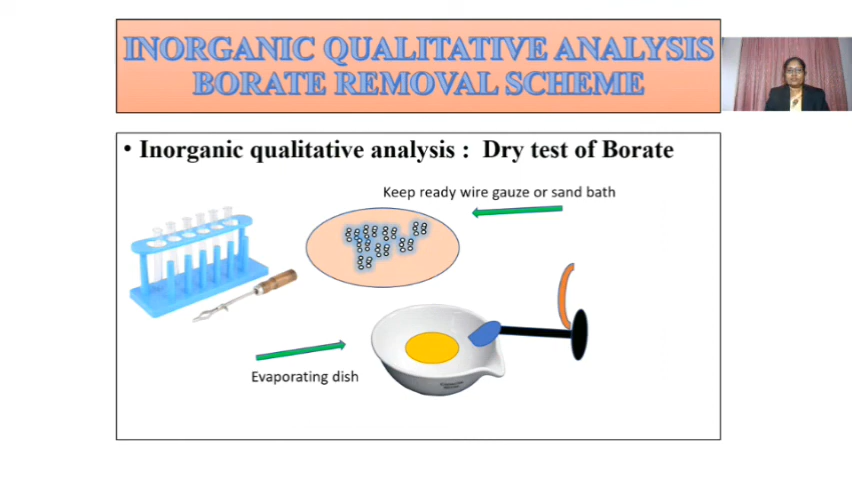 INORGANIC QUALITATIVE ANALYSIS
BORATE REMOVAL SCHEME
• Inorganic qualitative analysis : Dry test of Borate
Keep ready wire gauze or sand bath
Evaporating dish